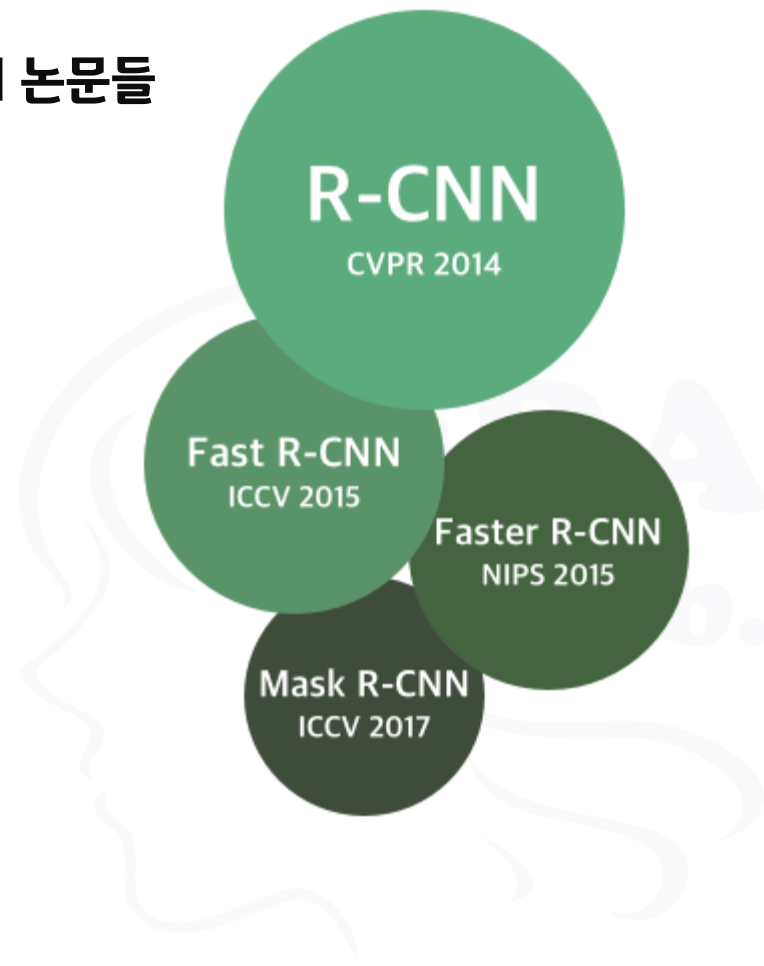 논문들
R-CNN
CVPR 2014
Fast R-CNN
ICCV 2015
Faster R-CNN
NIPS 2015
Mask R-CNN
ICCV 2017